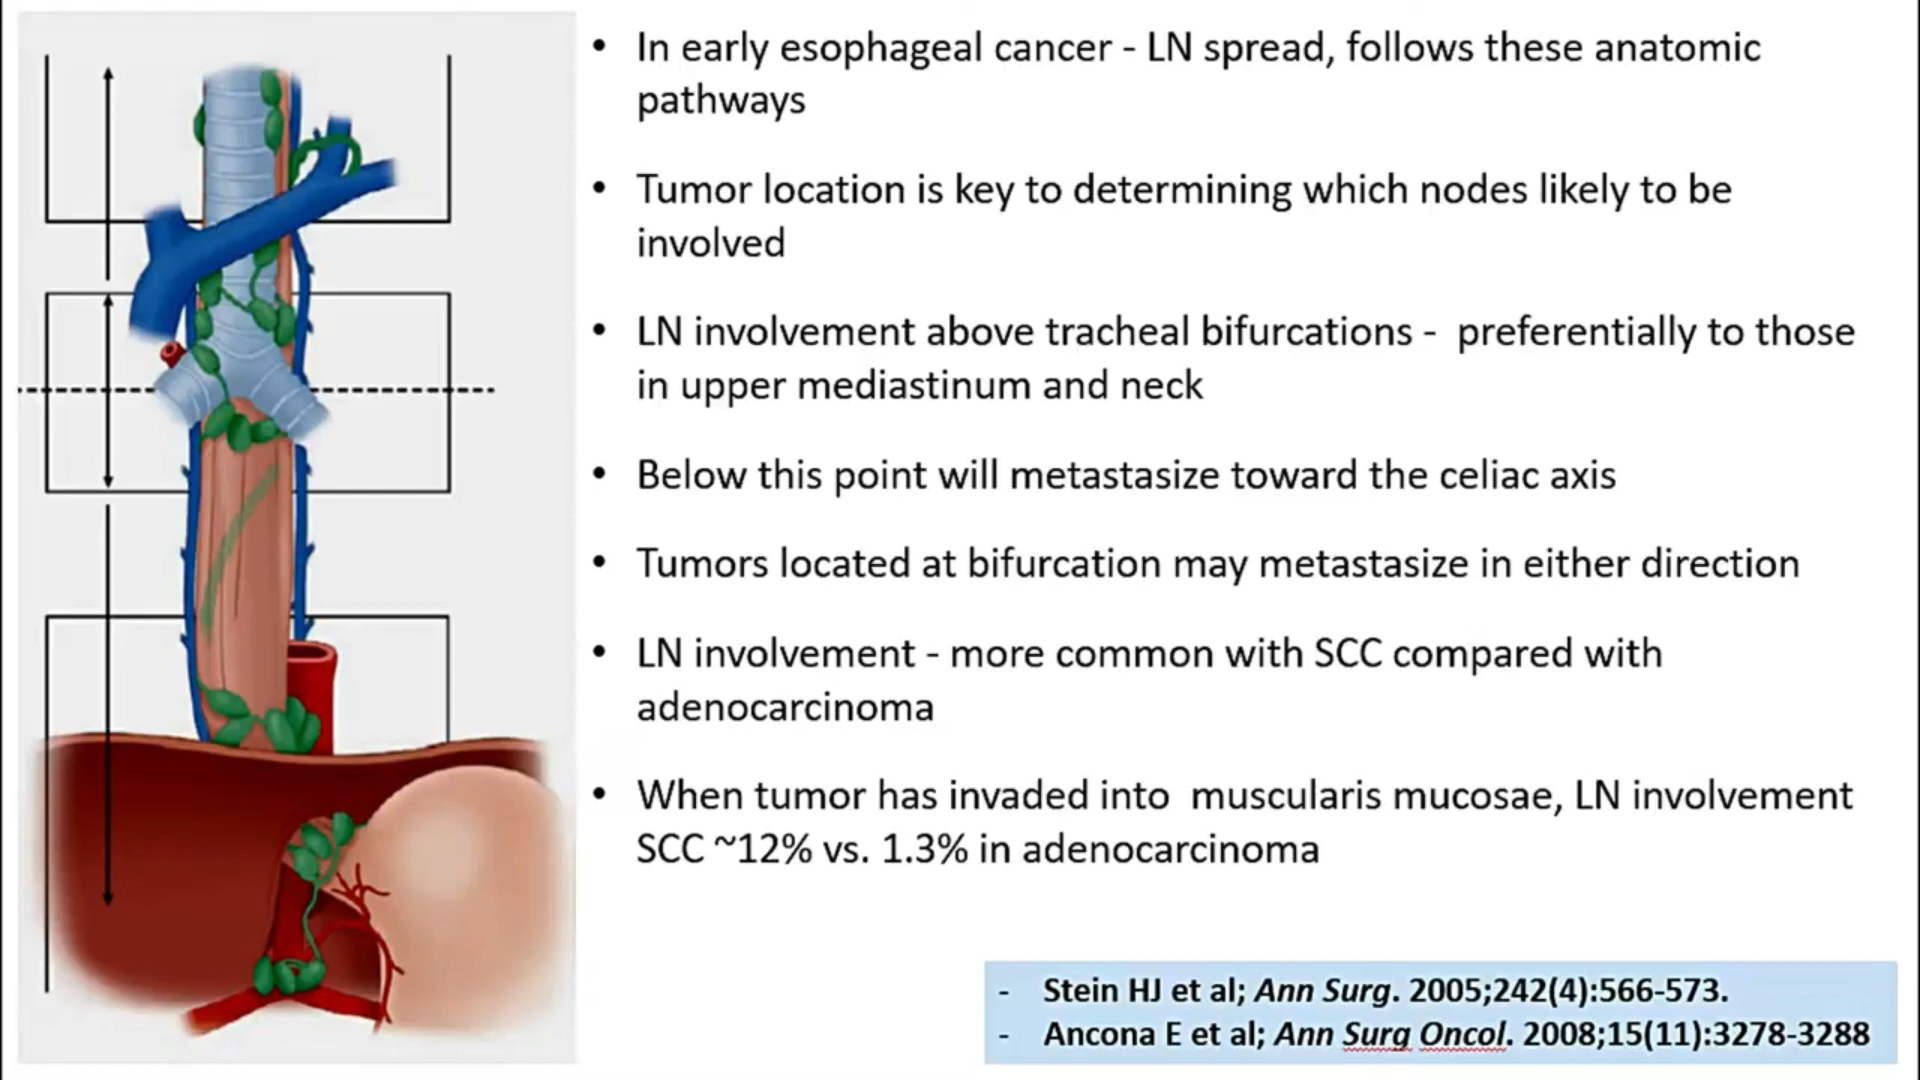 • In early esophageal cancer - LN spread, follows these anatomic
pathways
• Tumor location is key to determining which nodes likely to be
involved
• LN involvement above tracheal bifurcations - preferentially to those
in upper mediastinum and neck
• Below this point will metastasize toward the celiac axis
• Tumors located at bifurcation may metastasize in either direction
• LN involvement - more common with SCC compared with
adenocarcinoma
• When tumor has invaded into muscularis mucosae, LN involvement
SCC ~12% vs. 1.3% in adenocarcinoma
- Stein HJ et al; Ann Surg. 2005;242(4):566-573.
- Ancona E et al; Ann Surg Oncol. 2008;15(11):3278-3288